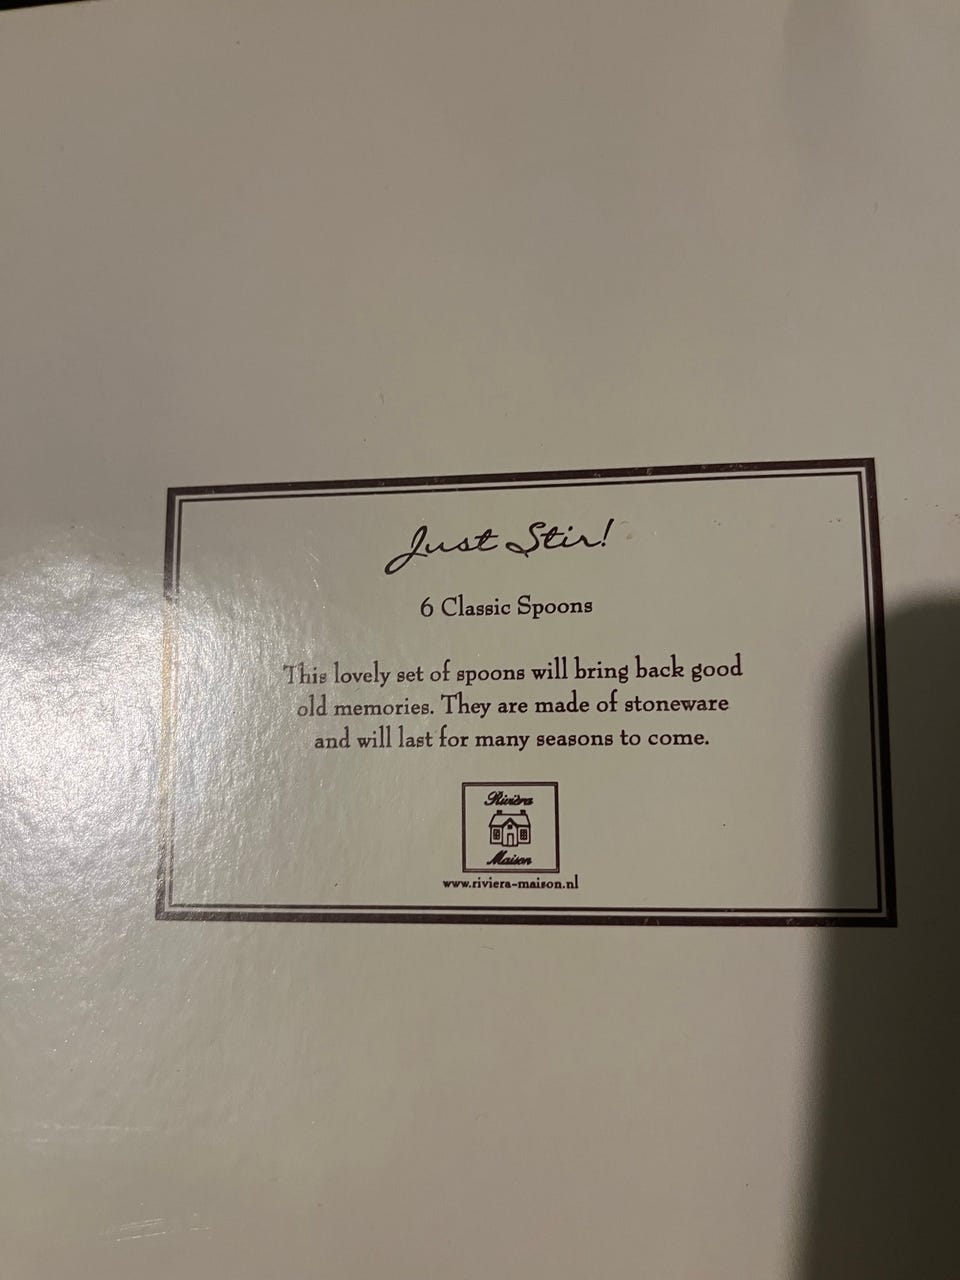 Just Stir!
6 Classic Spoons
This lovely set of spoons will bring back good
old memories. They are made of stoneware
and will last for many seasons to come.
Rivièra
Maison
www.riviera-maison.nl